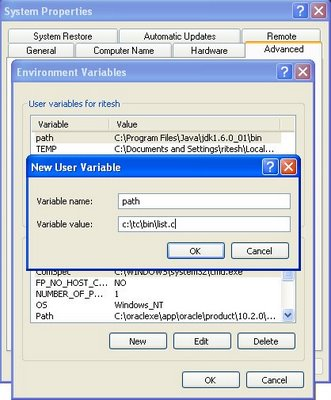 System Properties
System Restore Automatic Updates Remote
General Computer Name Hardware Advanced
Environment Variables
User variables for ritesh
Variable Value
path C:\Program Files\Java\jdk1.6.0_01\bin
TEMP C:\Documents and Settings\ritesh\Local...
New User Variable
Variable name: path
Variable value: c:\tc\bin\list.c
OK Cancel
ComSpec C:\WINDOWS\system32\cmd.exe
FP_NO_HOST_C... NO
NUMBER_OF_P... 1
OS Windows_NT
Path C:\oraclexe\app\oracle\product\10.2.0\...
New Edit Delete
OK Cancel